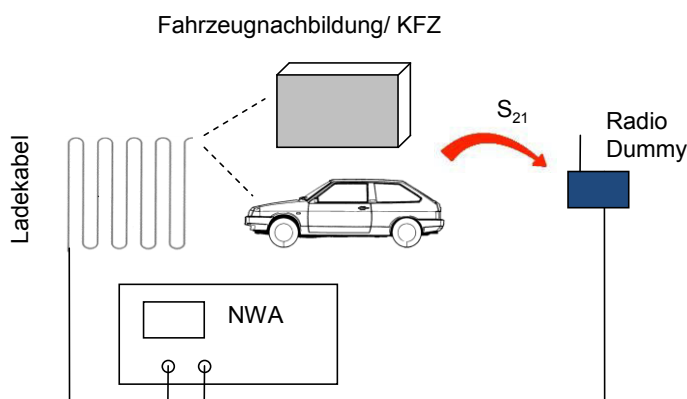 Fahrzeugnachbildung/ KFZ
S21
Radio
Dummy
Ladekabel
NWA